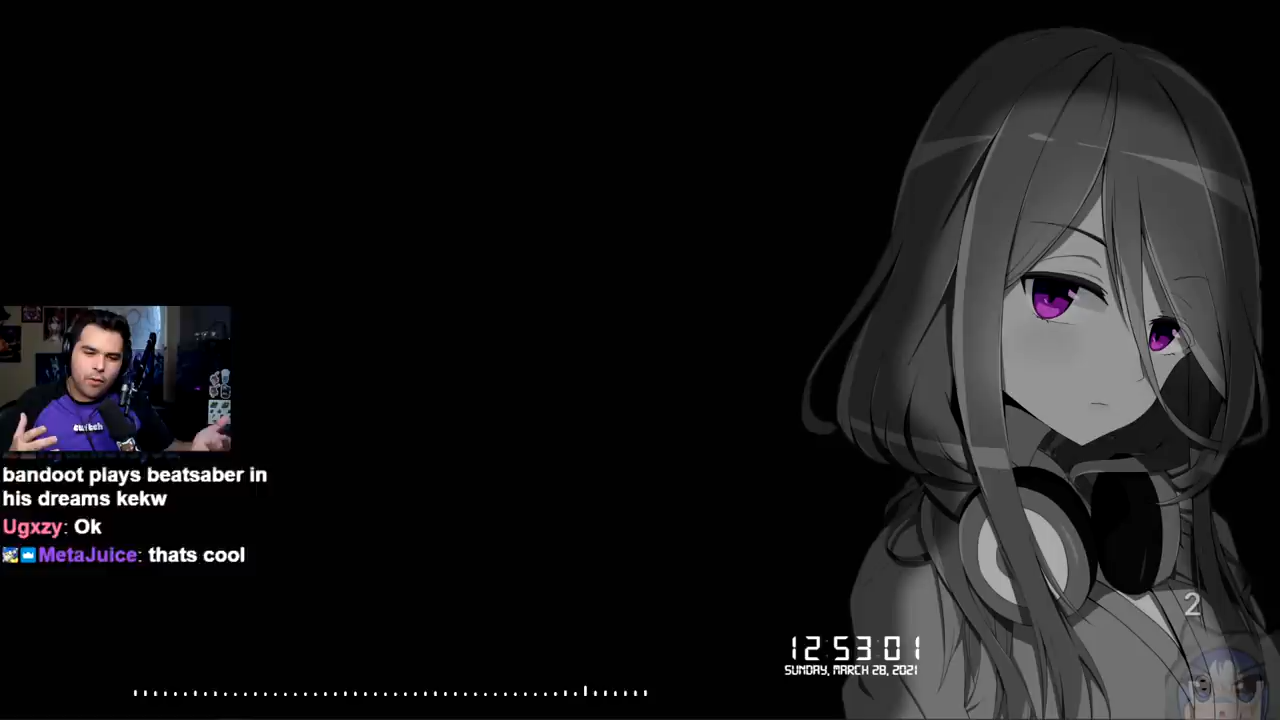 twitch
bandoot plays beatsaber in
his dreams kekw
Ugxzy: Ok
MetaJuice: thats cool
2
12:53:01
SUNDAY, MARCH 28, 2021